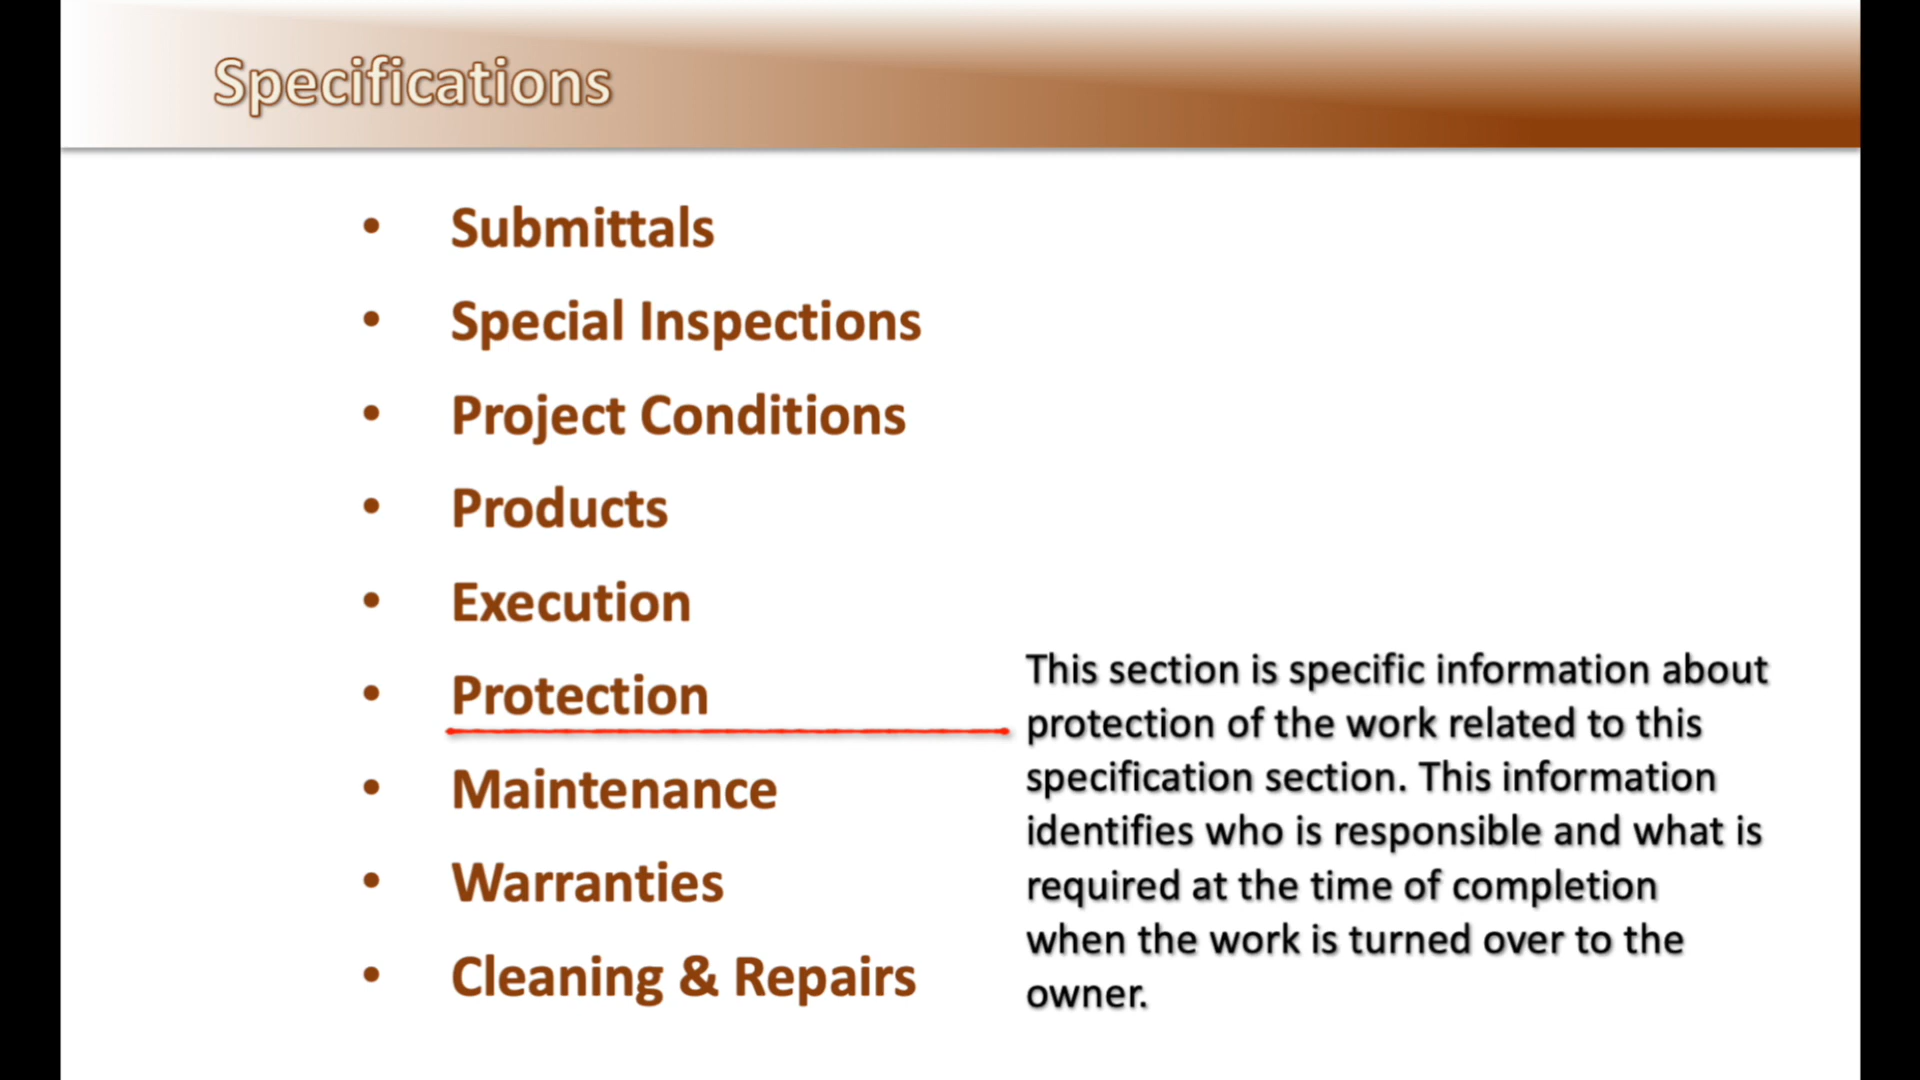 Specifications
• Submittals
• Special Inspections
• Project Conditions
• Products
• Execution
• Protection
• Maintenance
• Warranties
• Cleaning & Repairs
This section is specific information about
protection of the work related to this
specification section. This information
identifies who is responsible and what is
required at the time of completion
when the work is turned over to the
owner.